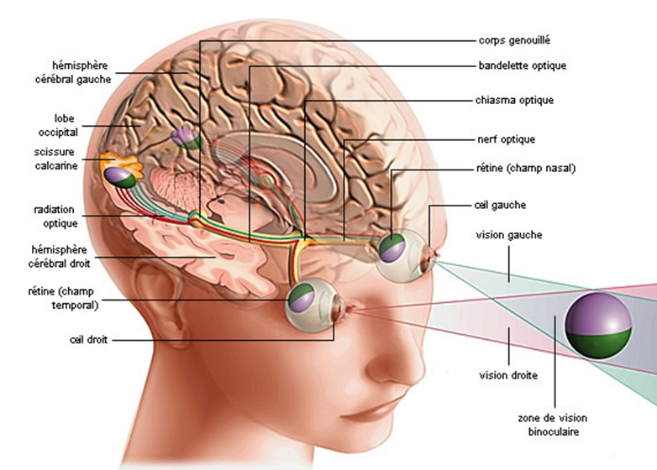 hémisphère
cérébral gauche
lobe
occipital
scissure
calcarine
radiation
optique
hémisphère
cérébral droit
rétine (champ
temporal)
œil droit
corps genouillé
bandelette optique
chiasma optique
nerf optique
rétine (champ nasal)
œil gauche
vision gauche
vision droite
zone de vision
binoculaire